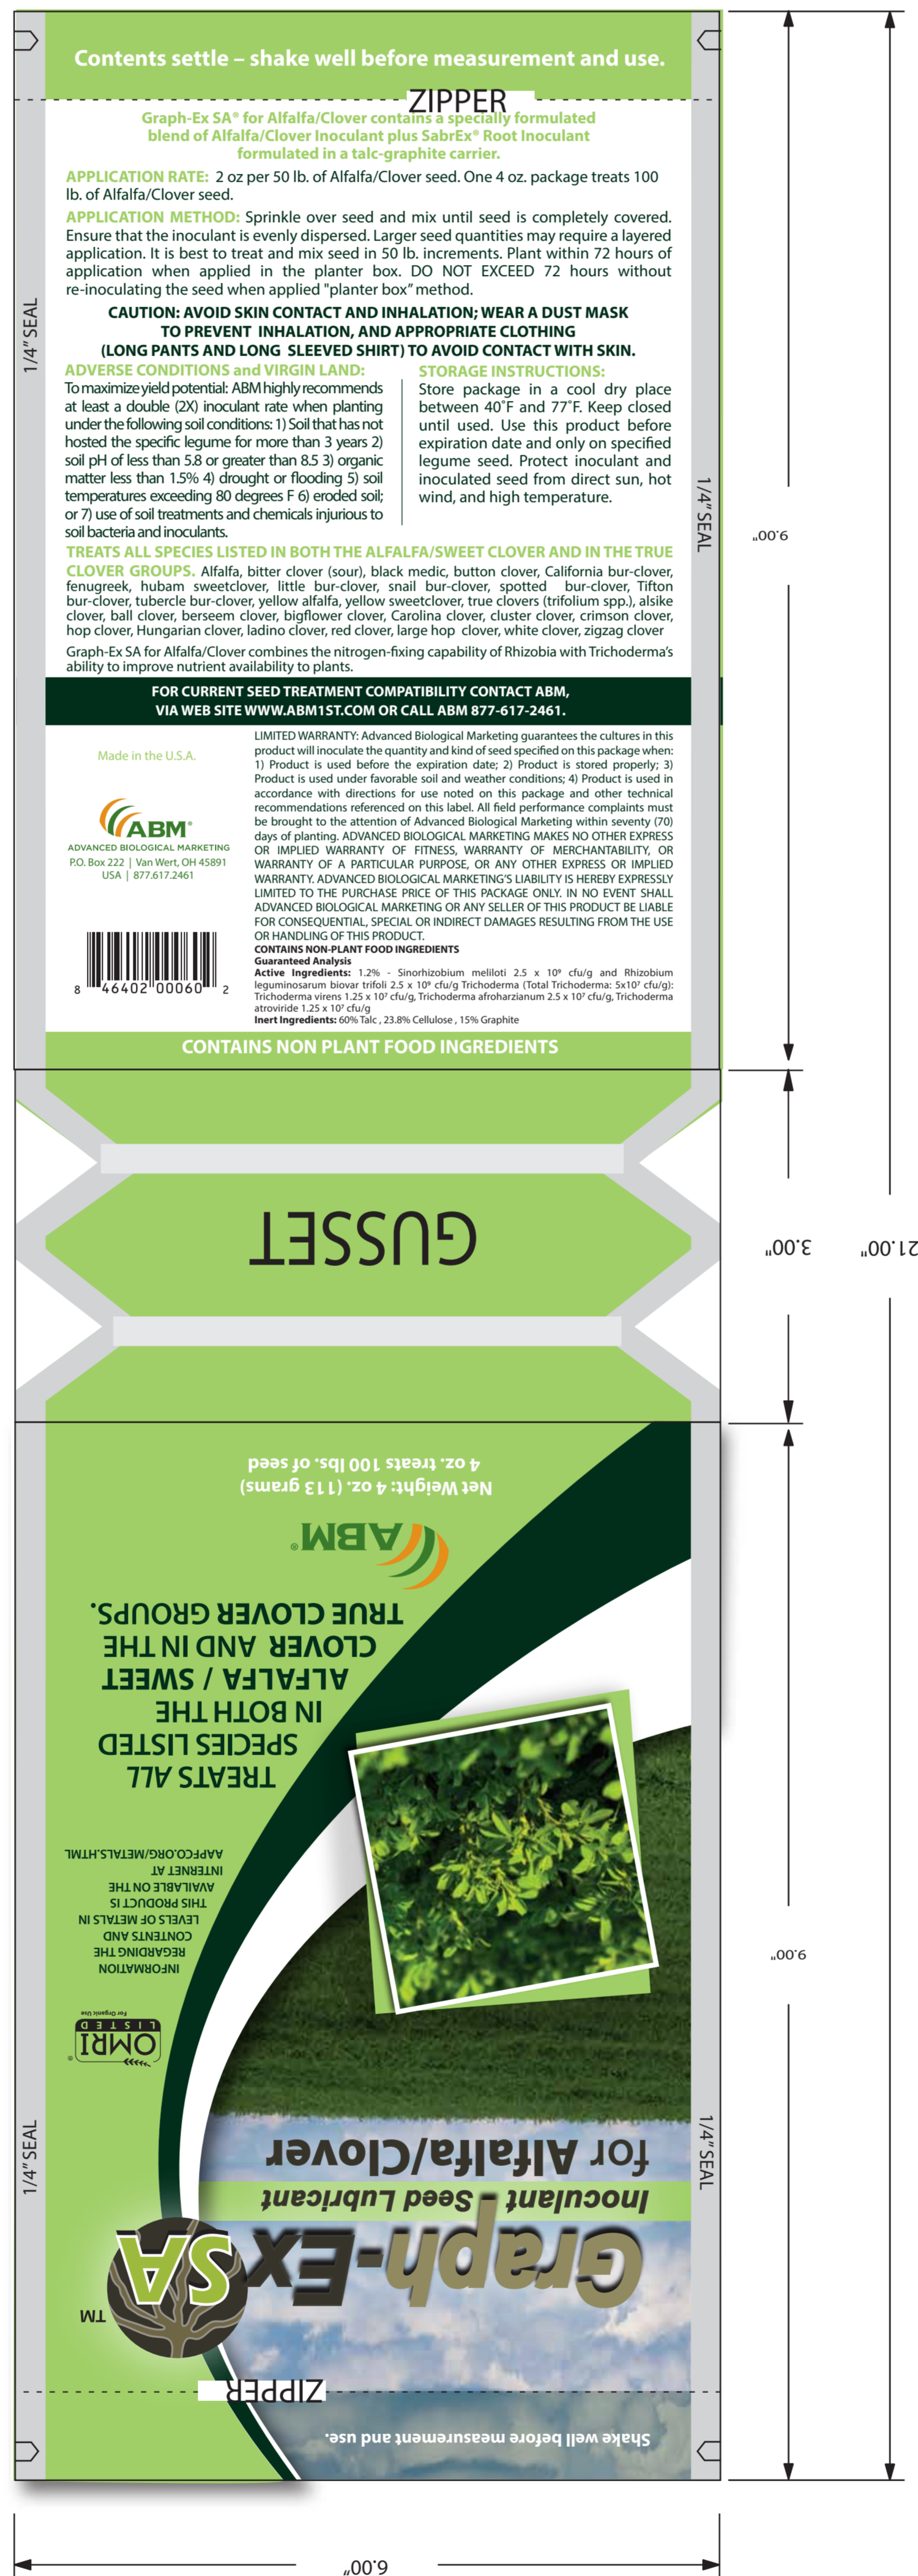 Contents settle – shake well before measurement and use.
ZIPPER
Graph-Ex SA® for Alfalfa/Clover contains a specially formulated
blend of Alfalfa/Clover Inoculant plus SabrEx® Root Inoculant
formulated in a talc-graphite carrier.
APPLICATION RATE: 2 oz per 50 lb. of Alfalfa/Clover seed. One 4 oz. package treats 100
lb. of Alfalfa/Clover seed.
APPLICATION METHOD: Sprinkle over seed and mix until seed is completely covered.
Ensure that the inoculant is evenly dispersed. Larger seed quantities may require a layered
application. It is best to treat and mix seed in 50 lb. increments. Plant within 72 hours of
application when applied in the planter box. DO NOT EXCEED 72 hours without
re-inoculating the seed when applied "planter box" method.
CAUTION: AVOID SKIN CONTACT AND INHALATION; WEAR A DUST MASK
TO PREVENT INHALATION, AND APPROPRIATE CLOTHING
(LONG PANTS AND LONG SLEEVED SHIRT) TO AVOID CONTACT WITH SKIN.
ADVERSE CONDITIONS and VIRGIN LAND:
To maximize yield potential: ABM highly recommends
at least a double (2X) inoculant rate when planting
under the following soil conditions: 1) Soil that has not
hosted the specific legume for more than 3 years 2)
soil pH of less than 5.8 or greater than 8.5 3) organic
matter less than 1.5% 4) drought or flooding 5) soil
temperatures exceeding 80 degrees F 6) eroded soil;
or 7) use of soil treatments and chemicals injurious to
soil bacteria and inoculants.
STORAGE INSTRUCTIONS:
Store package in a cool dry place
between 40˚F and 77˚F. Keep closed
until used. Use this product before
expiration date and only on specified
legume seed. Protect inoculant and
inoculated seed from direct sun, hot
wind, and high temperature.
TREATS ALL SPECIES LISTED IN BOTH THE ALFALFA/SWEET CLOVER AND IN THE TRUE
CLOVER GROUPS. Alfalfa, bitter clover (sour), black medic, button clover, California bur-clover,
fenugreek, hubam sweetclover, little bur-clover, snail bur-clover, spotted bur-clover, Tifton
bur-clover, tubercle bur-clover, yellow alfalfa, yellow sweetclover, true clovers (trifolium spp.), alsike
clover, ball clover, berseem clover, bigflower clover, Carolina clover, cluster clover, crimson clover,
hop clover, Hungarian clover, ladino clover, red clover, large hop clover, white clover, zigzag clover
Graph-Ex SA for Alfalfa/Clover combines the nitrogen-fixing capability of Rhizobia with Trichoderma's
ability to improve nutrient availability to plants.
FOR CURRENT SEED TREATMENT COMPATIBILITY CONTACT ABM,
VIA WEB SITE WWW.ABM1ST.COM OR CALL ABM 877-617-2461.
Made in the U.S.A.
ABM®
ADVANCED BIOLOGICAL MARKETING
P.O. Box 222 | Van Wert, OH 45891
USA | 877.617.2461
8 46402 00060 2
LIMITED WARRANTY: Advanced Biological Marketing guarantees the cultures in this
product will inoculate the quantity and kind of seed specified on this package when:
1) Product is used before the expiration date; 2) Product is stored properly; 3)
Product is used under favorable soil and weather conditions; 4) Product is used in
accordance with directions for use noted on this package and other technical
recommendations referenced on this label. All field performance complaints must
be brought to the attention of Advanced Biological Marketing within seventy (70)
days of planting. ADVANCED BIOLOGICAL MARKETING MAKES NO OTHER EXPRESS
OR IMPLIED WARRANTY OF FITNESS, WARRANTY OF MERCHANTABILITY, OR
WARRANTY OF A PARTICULAR PURPOSE, OR ANY OTHER EXPRESS OR IMPLIED
WARRANTY. ADVANCED BIOLOGICAL MARKETING'S LIABILITY IS HEREBY EXPRESSLY
LIMITED TO THE PURCHASE PRICE OF THIS PACKAGE ONLY. IN NO EVENT SHALL
ADVANCED BIOLOGICAL MARKETING OR ANY SELLER OF THIS PRODUCT BE LIABLE
FOR CONSEQUENTIAL, SPECIAL OR INDIRECT DAMAGES RESULTING FROM THE USE
OR HANDLING OF THIS PRODUCT.
CONTAINS NON-PLANT FOOD INGREDIENTS
Guaranteed Analysis
Active Ingredients: 1.2% - Sinorhizobium meliloti 2.5 x 10⁹ cfu/g and Rhizobium
leguminosarum biovar trifoli 2.5 x 10⁹ cfu/g Trichoderma (Total Trichoderma: 5x10⁷ cfu/g):
Trichoderma virens 1.25 x 10⁷ cfu/g, Trichoderma afroharzianum 2.5 x 10⁷ cfu/g, Trichoderma
atroviride 1.25 x 10⁷ cfu/g
Inert Ingredients: 60% Talc , 23.8% Cellulose , 15% Graphite
CONTAINS NON PLANT FOOD INGREDIENTS
1/4" SEAL
1/4" SEAL
9.00"
GUSSET
3.00"
21.00"
Shake well before measurement and use.
ZIPPER
Graph-Ex SA
TM
Inoculant – Seed Lubricant
for Alfalfa/Clover
OMRI®
LISTED
For Organic Use
INFORMATION
REGARDING THE
CONTENTS AND
LEVELS OF METALS IN
THIS PRODUCT IS
AVAILABLE ON THE
INTERNET AT
AAPFCO.ORG/METALS.HTML
TREATS ALL
SPECIES LISTED
IN BOTH THE
ALFALFA / SWEET
CLOVER AND IN THE
TRUE CLOVER GROUPS.
ABM®
Net Weight: 4 oz. (113 grams)
4 oz. treats 100 lbs. of seed
1/4" SEAL
1/4" SEAL
9.00"
6.00"